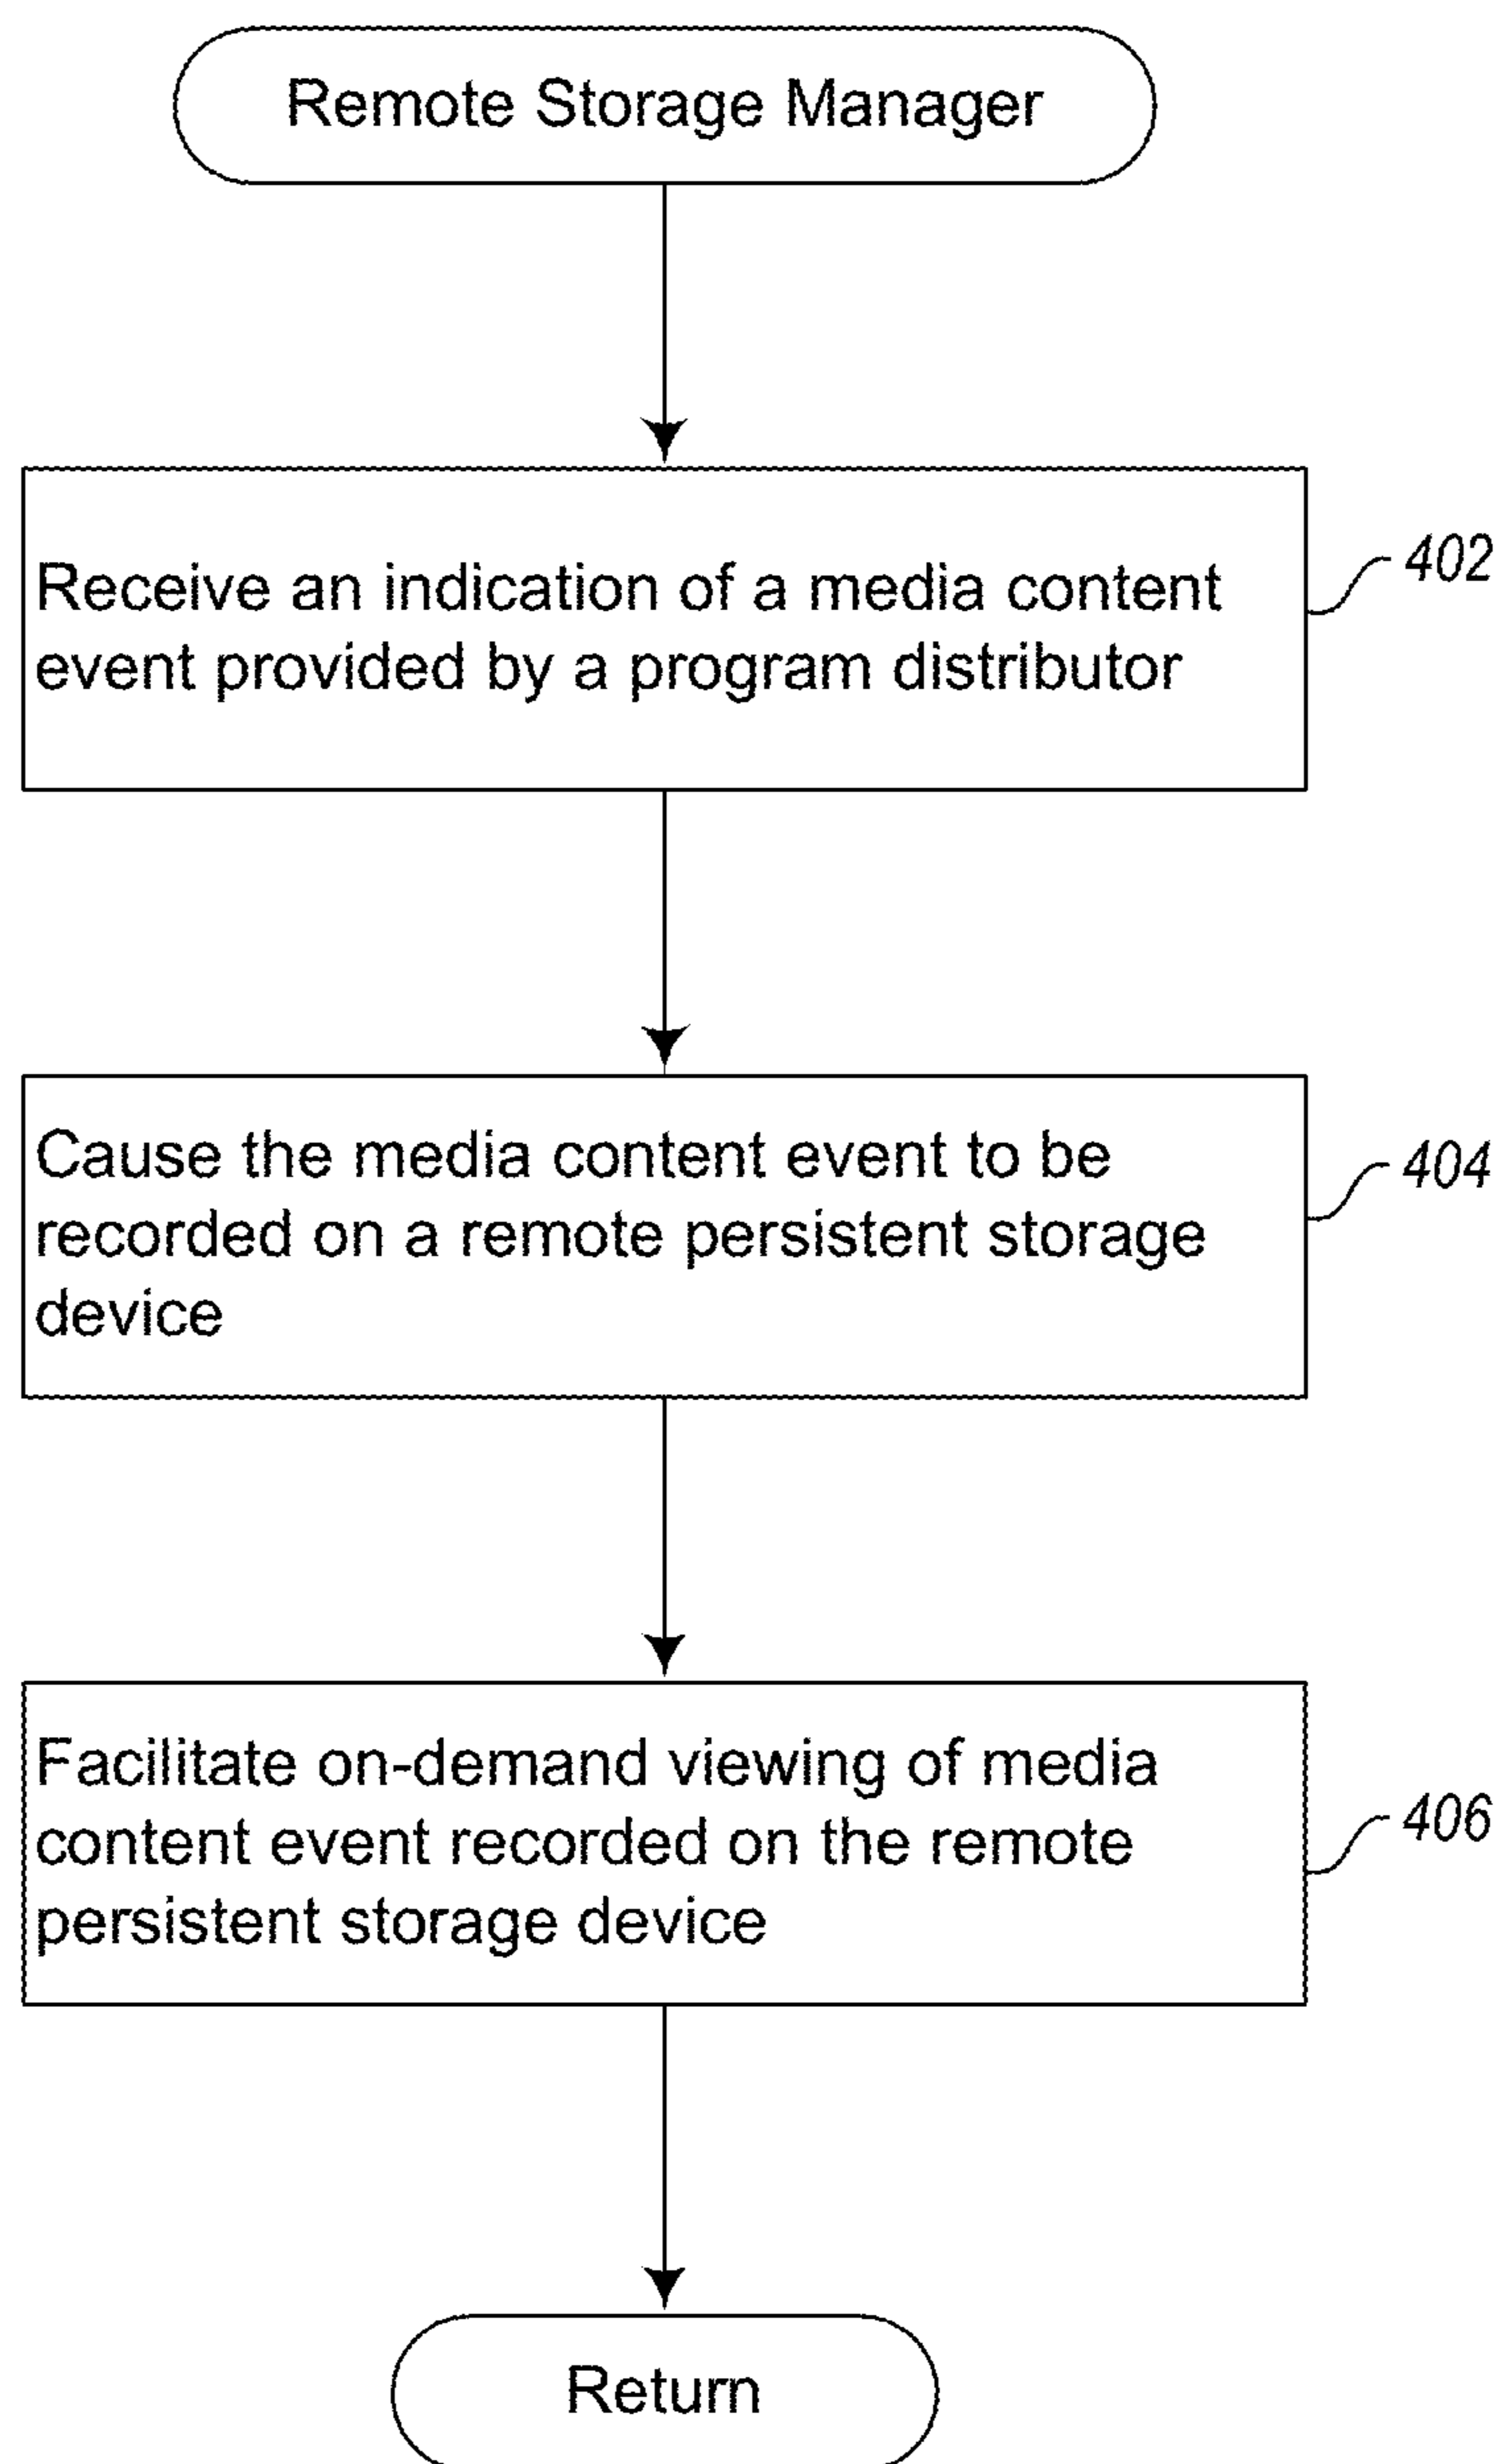 Remote Storage Manager
Receive an indication of a media content
event provided by a program distributor
402
Cause the media content event to be
recorded on a remote persistent storage
device
404
Facilitate on-demand viewing of media
content event recorded on the remote
persistent storage device
406
Return